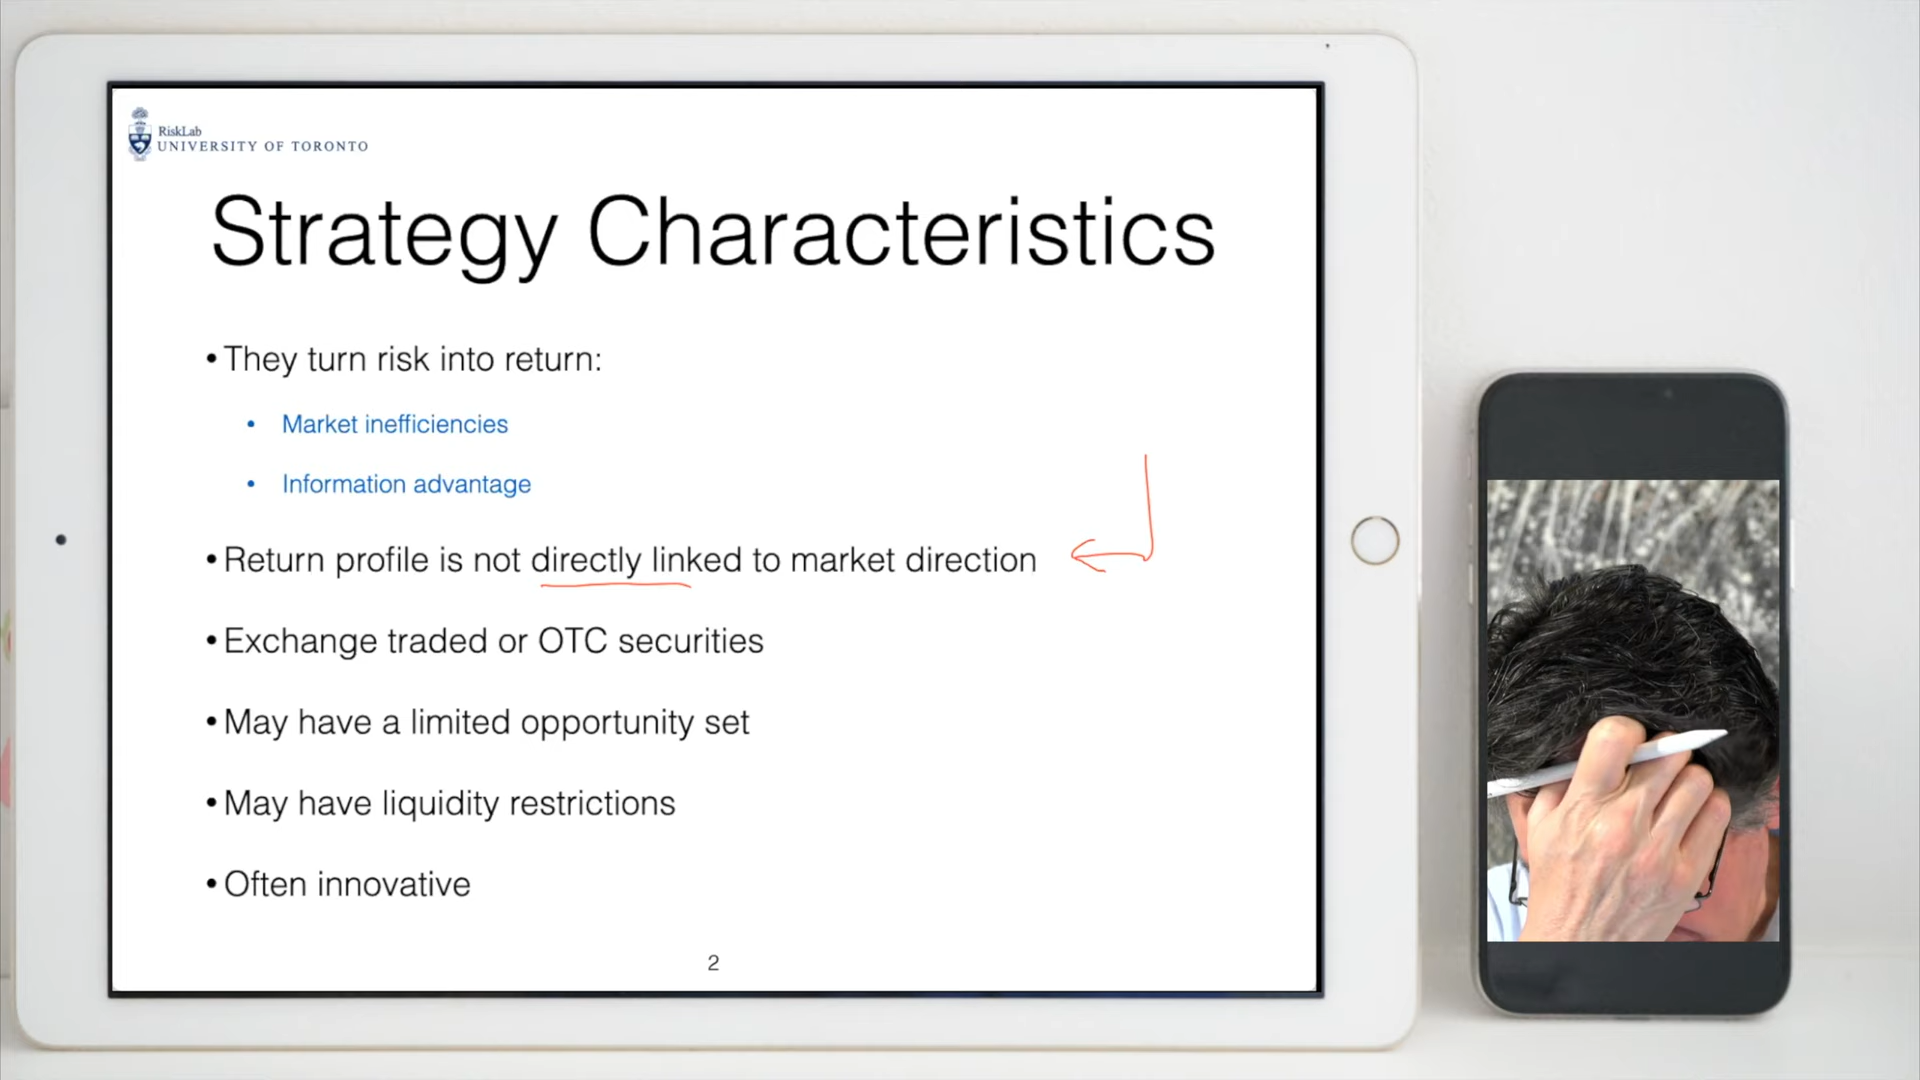 RiskLab
UNIVERSITY OF TORONTO
Strategy Characteristics
• They turn risk into return:
• Market inefficiencies
• Information advantage
• Return profile is not directly linked to market direction
• Exchange traded or OTC securities
• May have a limited opportunity set
• May have liquidity restrictions
• Often innovative
2